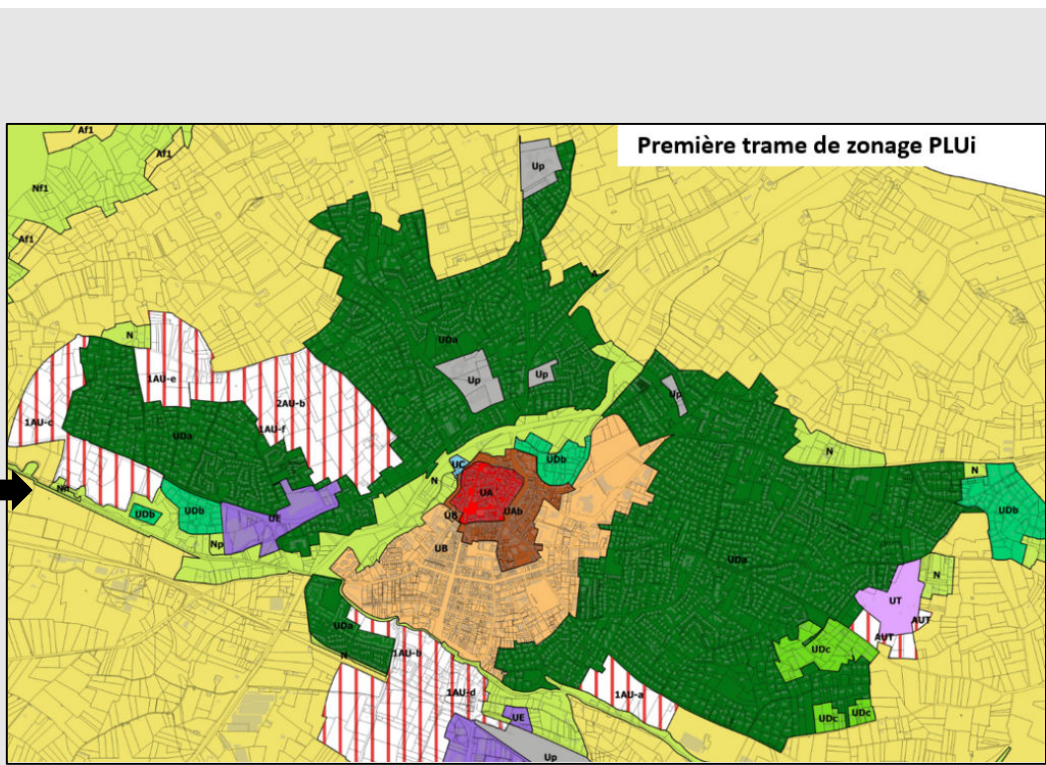 Première trame de zonage PLUi
Af1
Af1
Nf1
Af1
Up
A
N
UDa
1AU-e
Up
Up
Up
2AU-b
1AU-c
1AU-f
UDa
N
N
UDb
UC
N
UA
UDb
UDb
UDb
UE
UB
UAb
Np
UB
UDa
N
UT
AUT
AUT
UDa
UDc
N
1AU-b
1AU-d
1AU-a
UE
UDc
UDc
Up